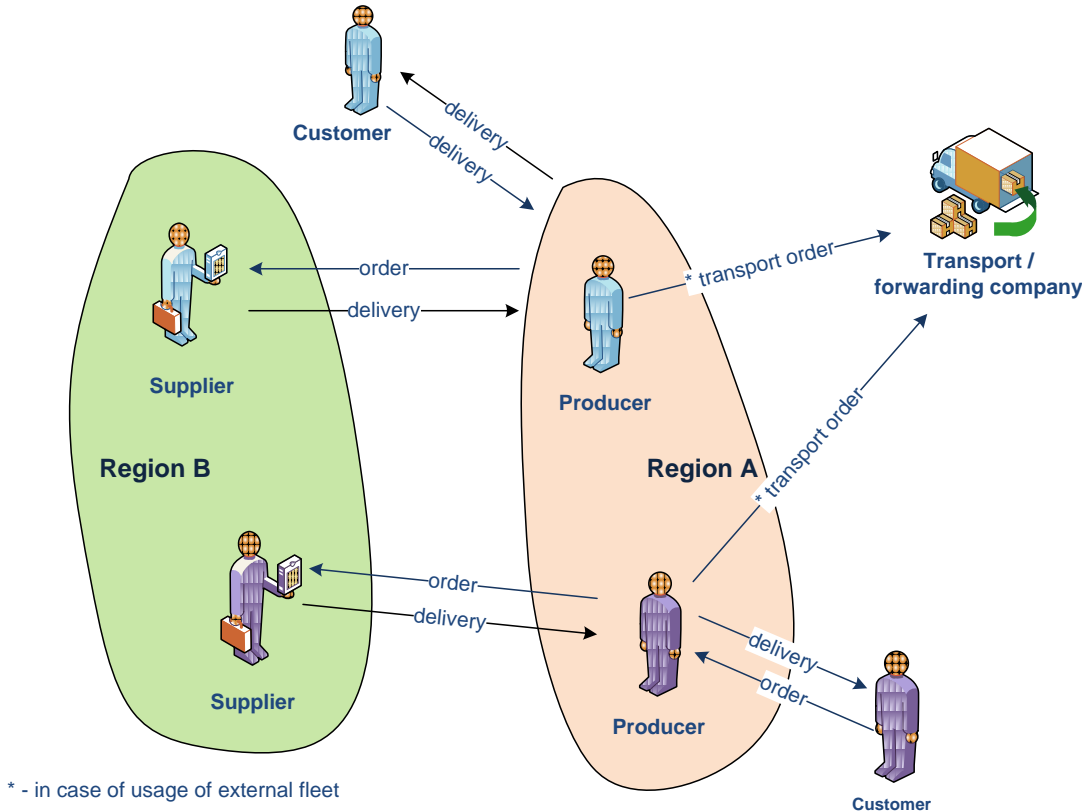 Customer
delivery
delivery
order
* transport order
Transport /
forwarding company
delivery
Supplier
Producer
* transport order
Region B
Region A
order
delivery
delivery
order
Supplier
Producer
* - in case of usage of external fleet
Customer